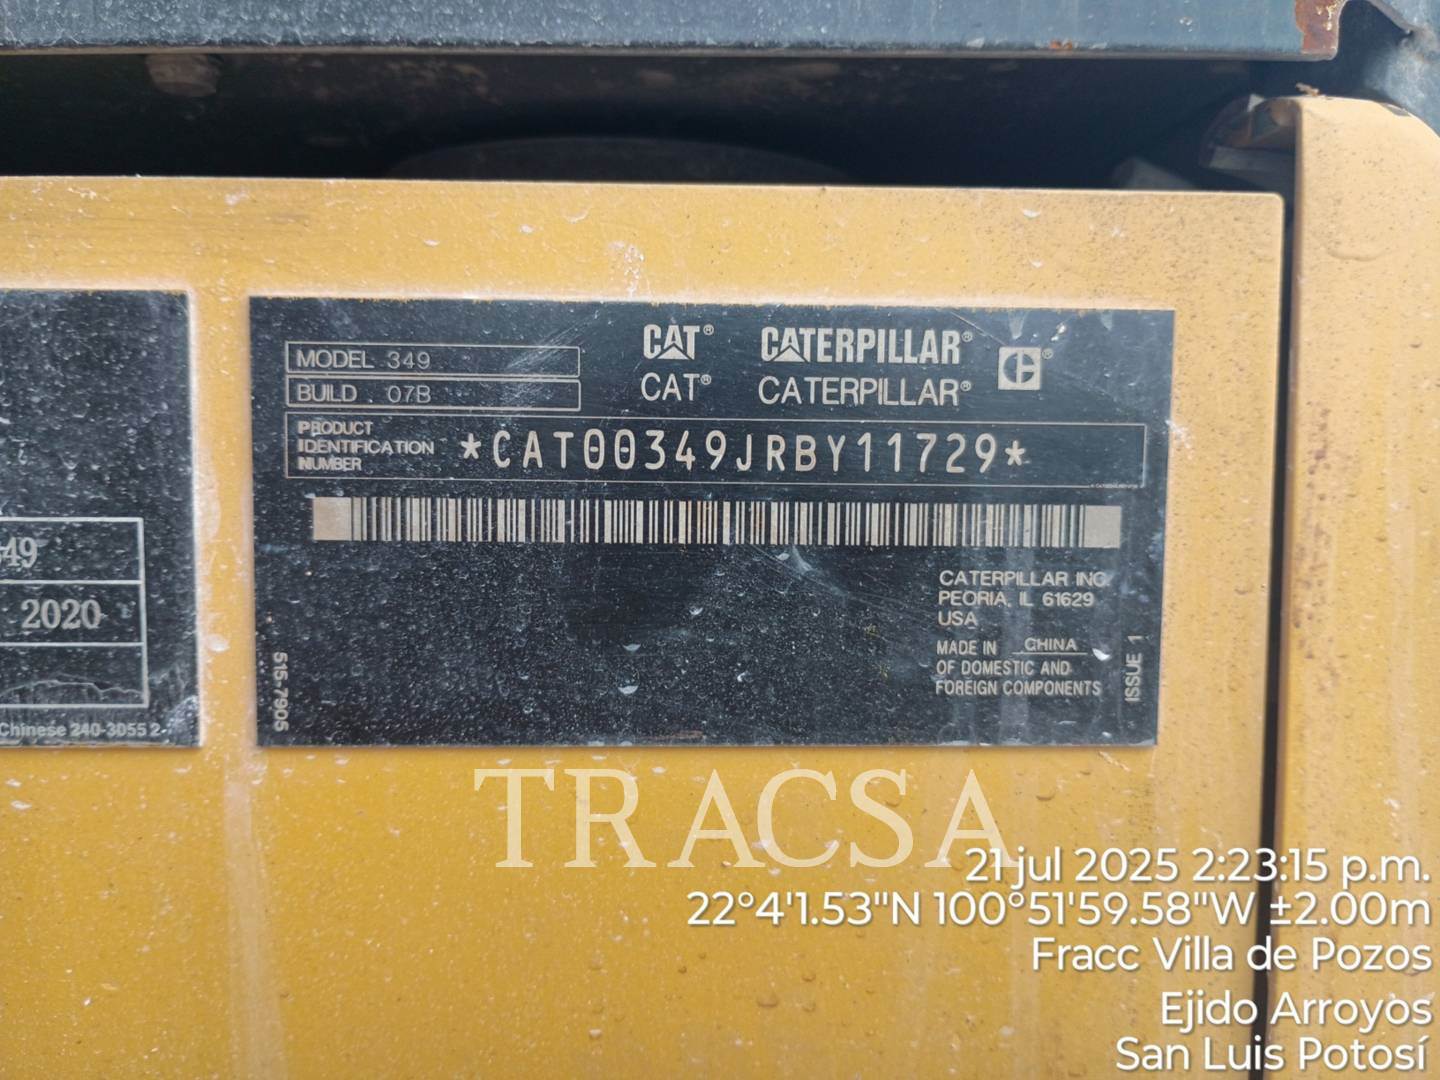 MODEL 349
BUILD 07B
CAT® CATERPILLAR® ®
CAT® CATERPILLAR®
PRODUCT
IDENTIFICATION
NUMBER
*CAT00349JRBY11729*
CATERPILLAR INC.
PEORIA, IL 61629
USA
MADE IN CHINA
OF DOMESTIC AND
FOREIGN COMPONENTS
ISSUE 1
515-7905
2020
Chinese 240-3055 2
TRACSA
21 jul 2025 2:23:15 p.m.
22°4'1.53"N 100°51'59.58"W ±2.00m
Fracc Villa de Pozos
Ejido Arroyos
San Luis Potosí